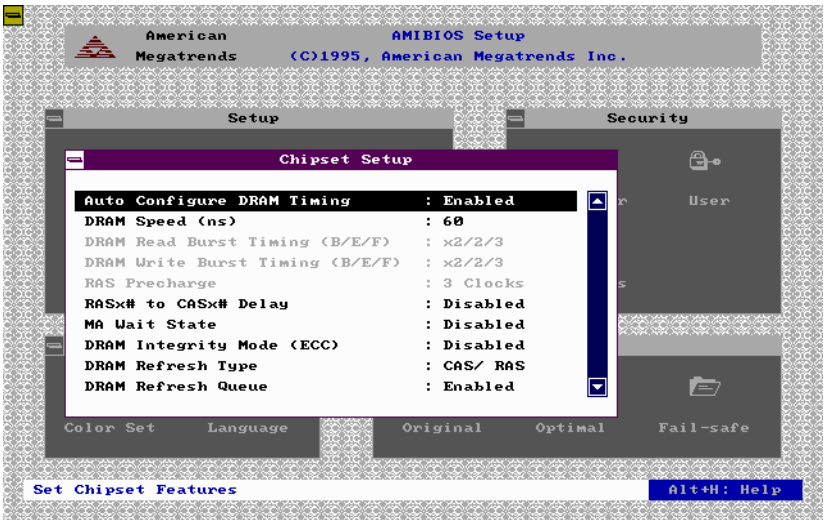 American
Megatrends
AMIBIOS Setup
(C)1995, American Megatrends Inc.
Setup
Security
Chipset Setup
User
Auto Configure DRAM Timing : Enabled
DRAM Speed (ns) : 60
DRAM Read Burst Timing (B/E/F) : x2/2/3
DRAM Write Burst Timing (B/E/F) : x2/2/3
RAS Precharge : 3 Clocks
RASx# to CASx# Delay : Disabled
MA Wait State : Disabled
DRAM Integrity Mode (ECC) : Disabled
DRAM Refresh Type : CAS/ RAS
DRAM Refresh Queue : Enabled
Color Set Language Original Optimal Fail-safe
Set Chipset Features Alt+H: Help